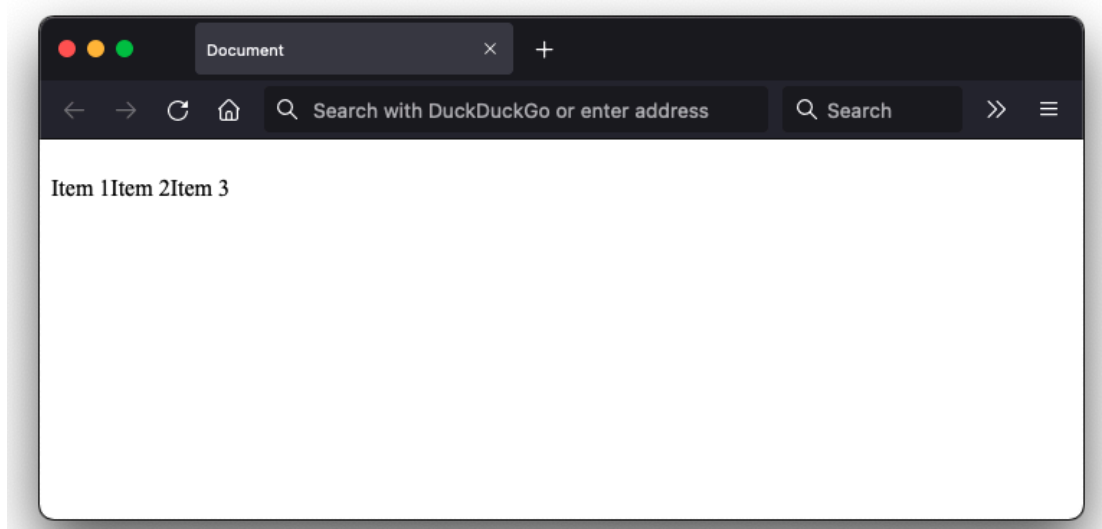 Document
Search with DuckDuckGo or enter address
Search
Item 1Item 2Item 3